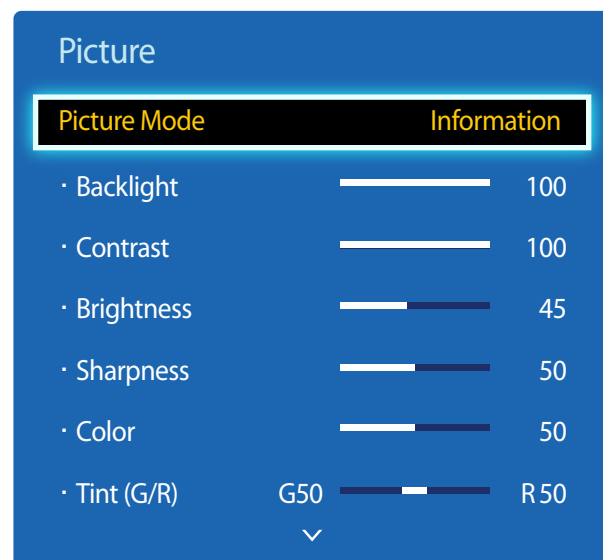 Picture
Picture Mode Information
· Backlight 100
· Contrast 100
· Brightness 45
· Sharpness 50
· Color 50
· Tint (G/R) G50 R50